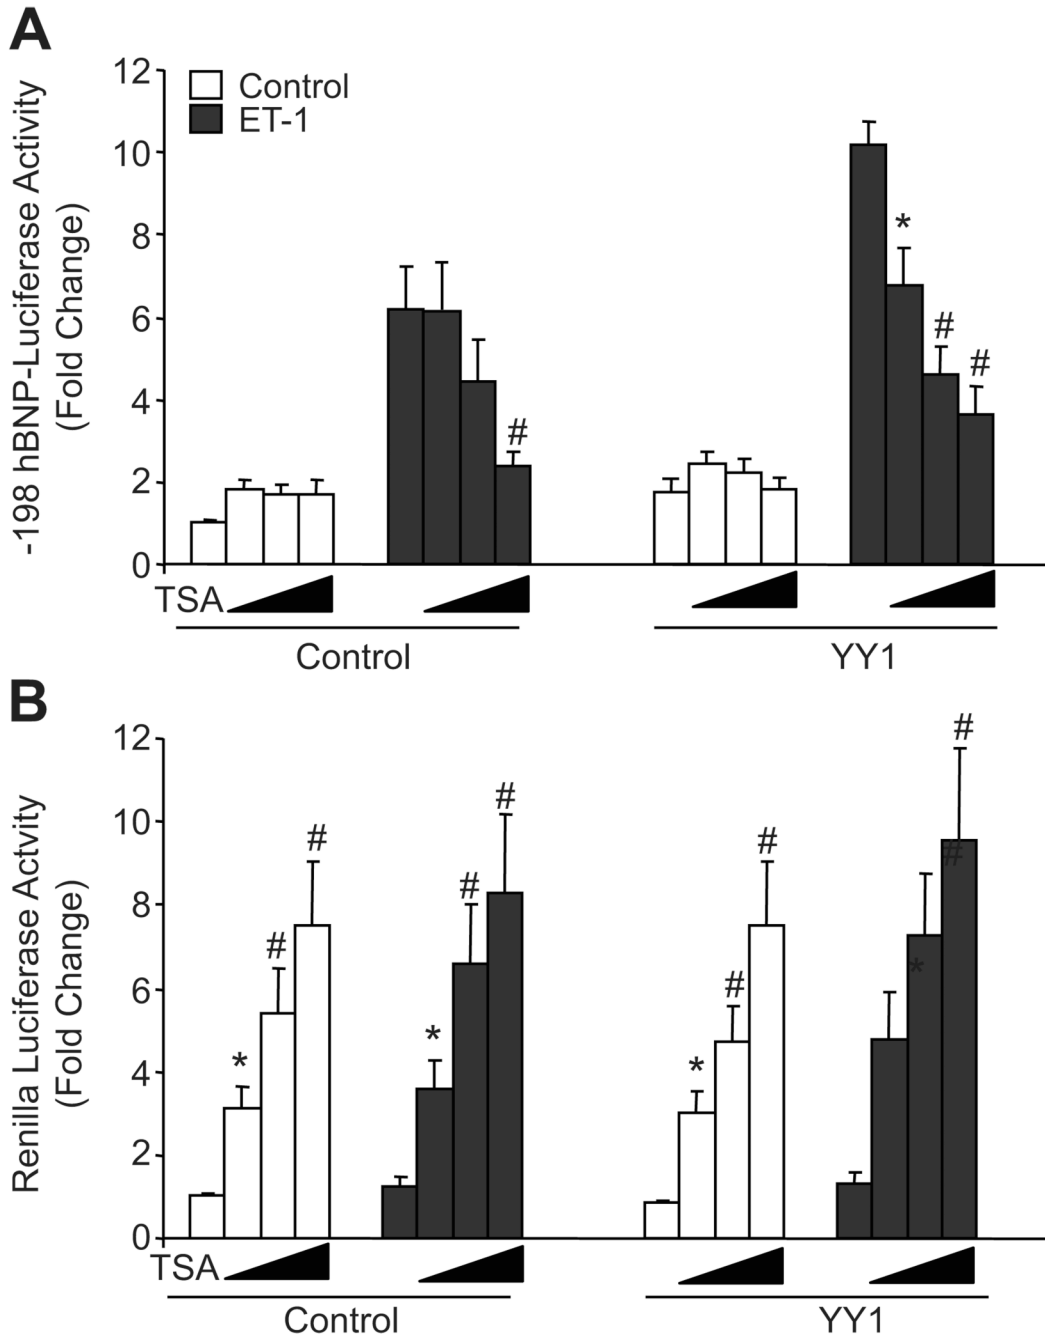 A
-198 hBNP-Luciferase Activity
(Fold Change)
12
10
8
6
4
2
0
Control
ET-1
#
*
#
#
TSA
Control
YY1
B
Renilla Luciferase Actvity
(Fold Change)
12
10
8
6
4
2
0
*
#
#
*
#
#
*
#
#
*
#
#
TSA
Control
YY1